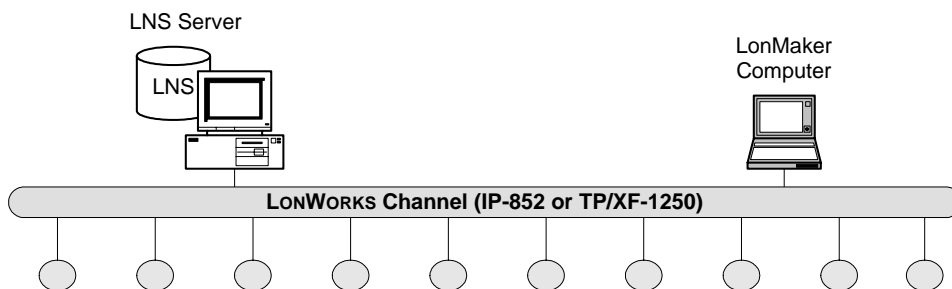 LNS Server
LNS
LonMaker
Computer
LONWORKS Channel (IP-852 or TP/XF-1250)